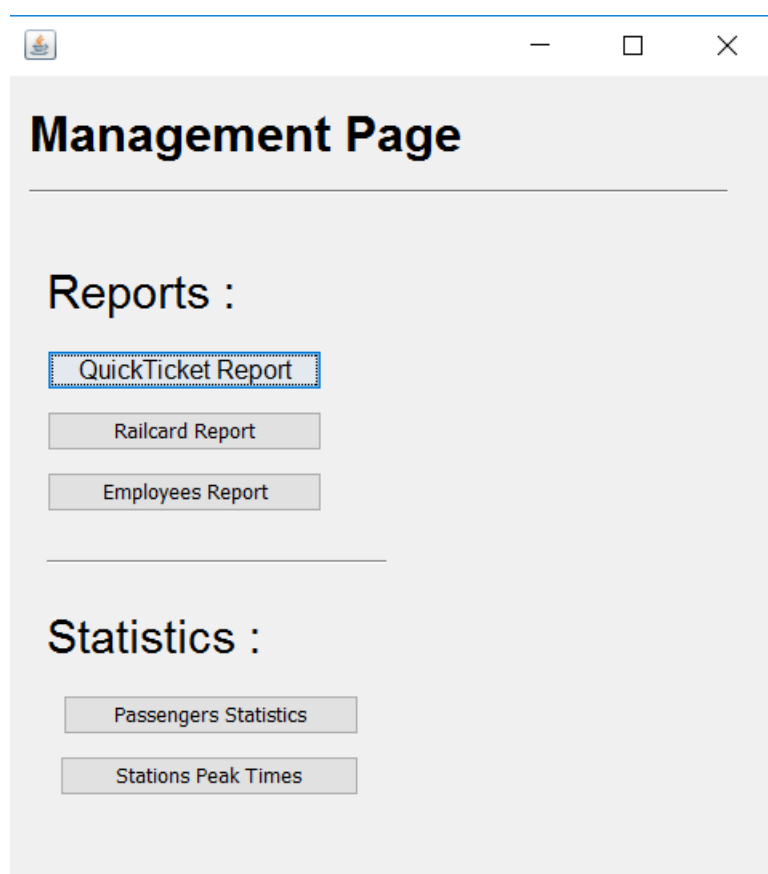 Management Page
Reports :
QuickTicket Report
Railcard Report
Employees Report
Statistics :
Passengers Statistics
Stations Peak Times